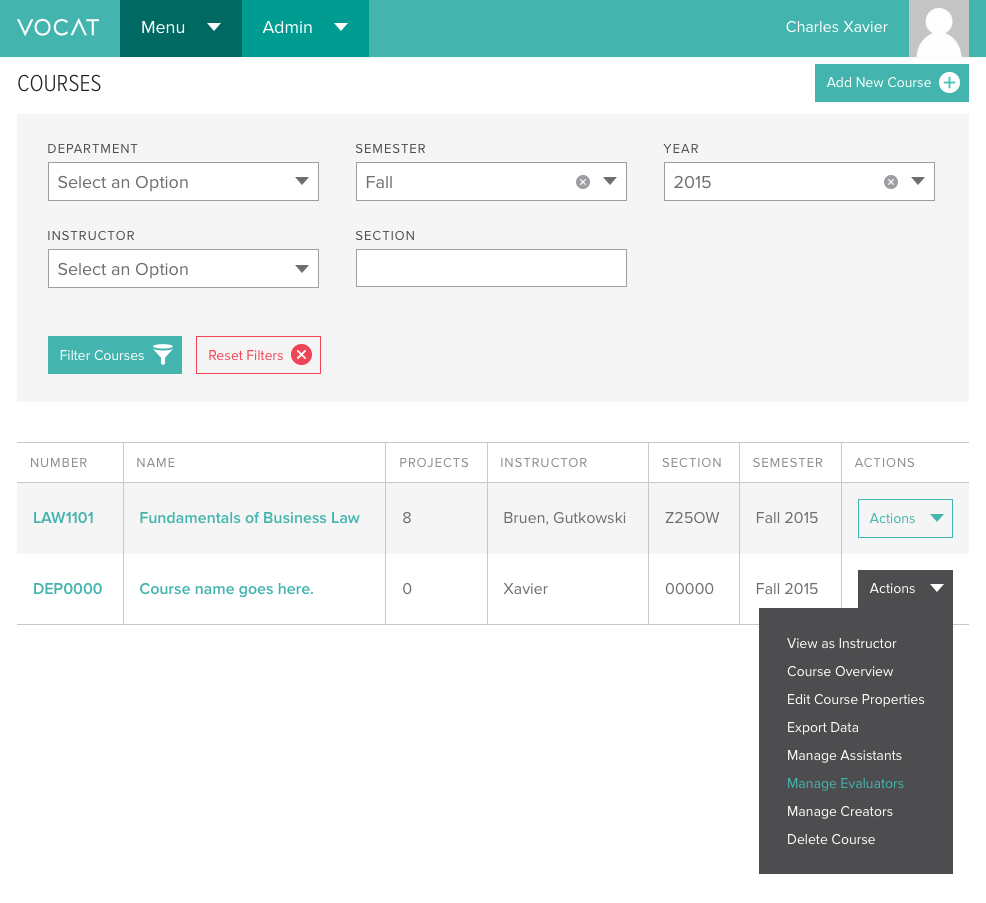 VOCAT Menu Admin Charles Xavier
COURSES Add New Course
DEPARTMENT SEMESTER YEAR
Select an Option Fall 2015
INSTRUCTOR SECTION
Select an Option
Filter Courses Reset Filters
NUMBER NAME PROJECTS INSTRUCTOR SECTION SEMESTER ACTIONS
LAW1101 Fundamentals of Business Law 8 Bruen, Gutkowski Z25OW Fall 2015 Actions
DEP0000 Course name goes here. 0 Xavier 00000 Fall 2015 Actions
View as Instructor
Course Overview
Edit Course Properties
Export Data
Manage Assistants
Manage Evaluators
Manage Creators
Delete Course